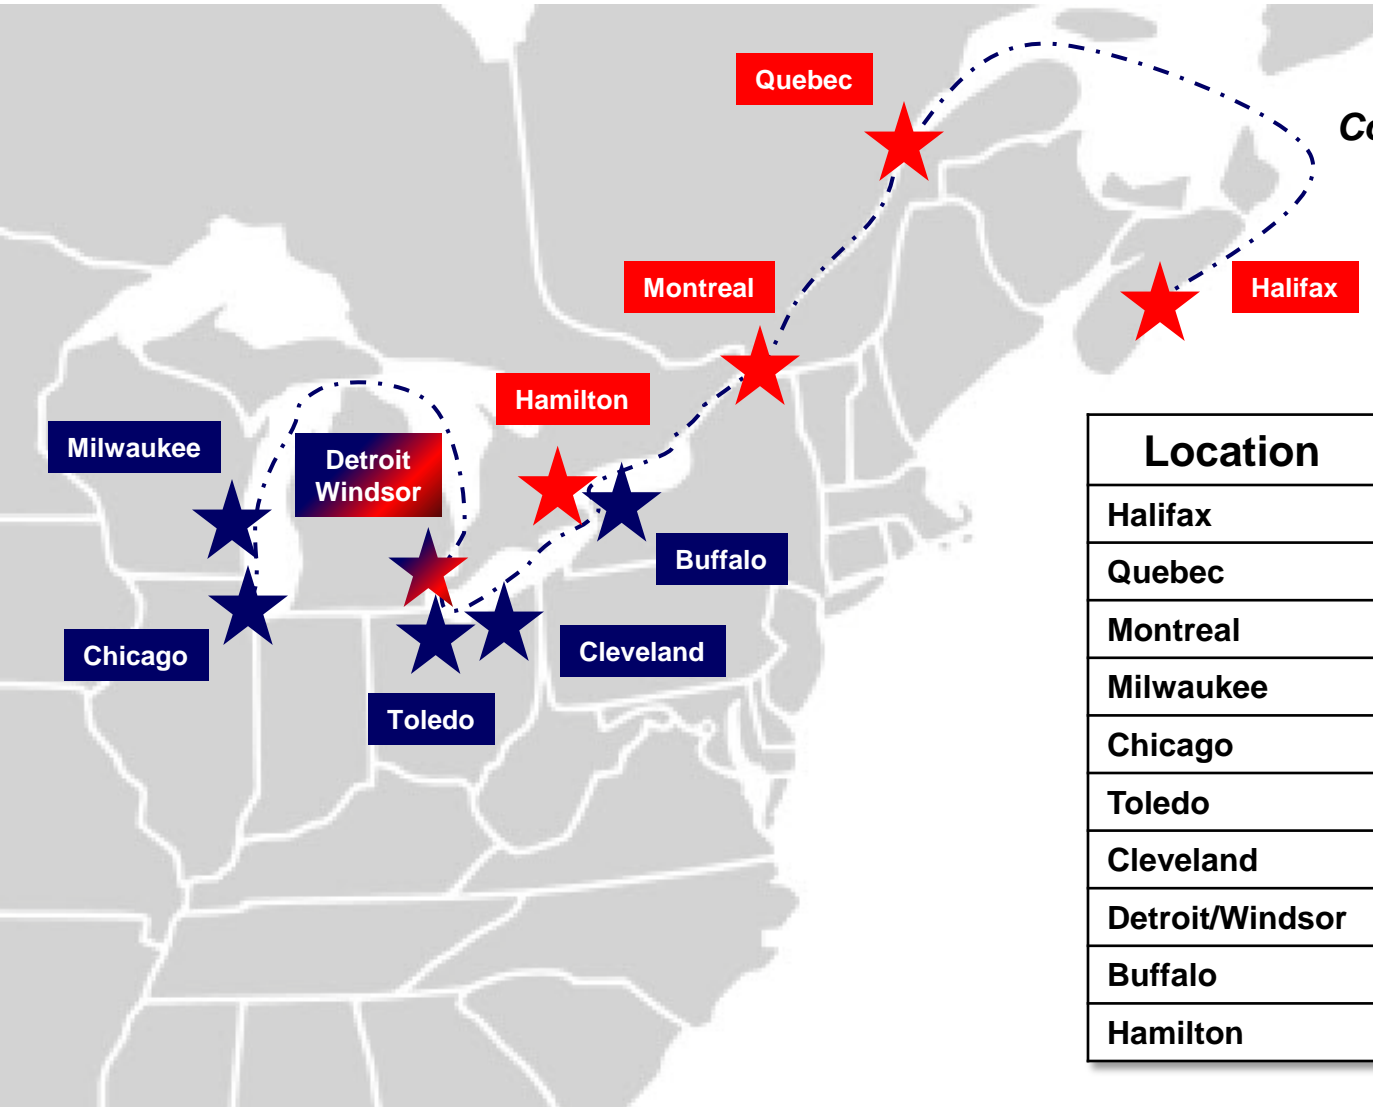 Quebec
Co
Montreal
Halifax
Hamilton
Milwaukee
Detroit
Windsor
Buffalo
Chicago
Cleveland
Toledo
Location
Halifax
Quebec
Montreal
Milwaukee
Chicago
Toledo
Cleveland
Detroit/Windsor
Buffalo
Hamilton